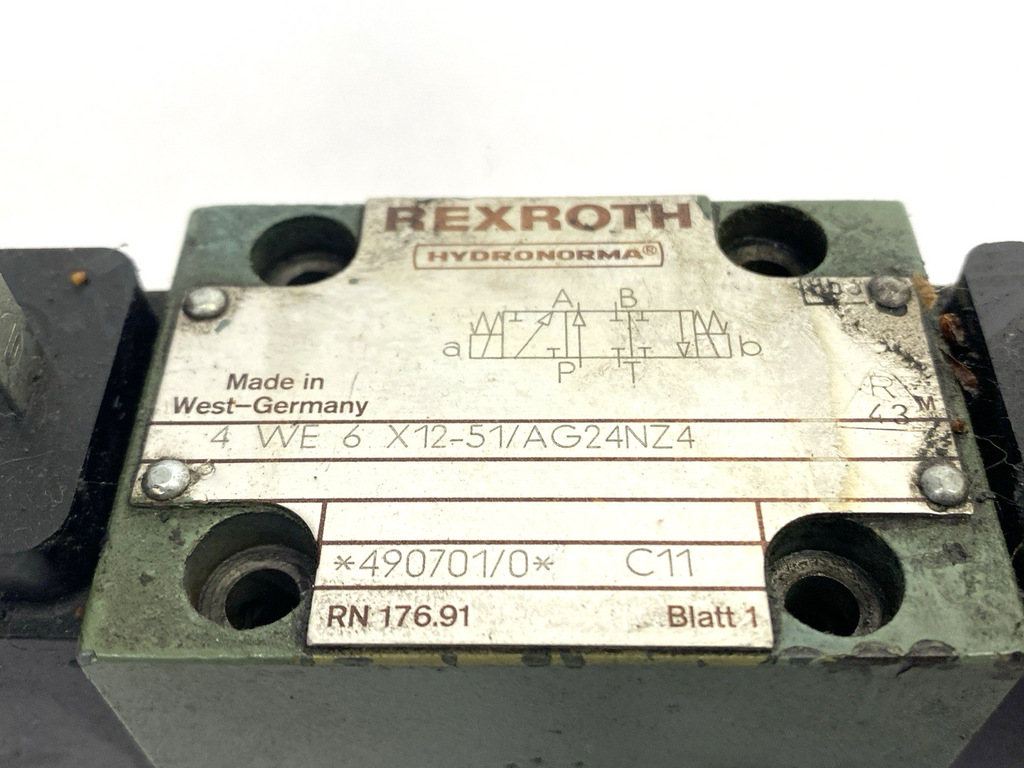 REXROTH
HYDRONORMA®
A B
a b
P T
Made in
West-Germany
R
43 M
4 WE 6 X12-51/AG24NZ4
*490701/0* C11
RN 176.91 Blatt 1